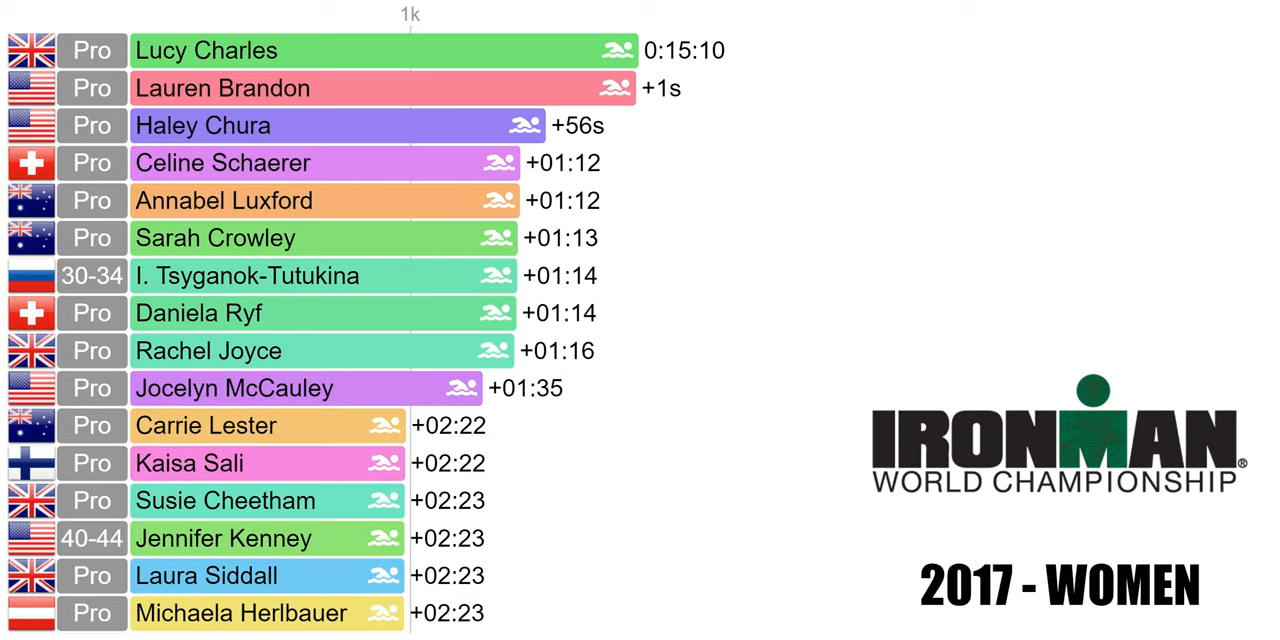 1k
Pro Lucy Charles 0:15:10
Pro Lauren Brandon +1s
Pro Haley Chura +56s
Pro Celine Schaerer +01:12
Pro Annabel Luxford +01:12
Pro Sarah Crowley +01:13
30-34 I. Tsyganok-Tutukina +01:14
Pro Daniela Ryf +01:14
Pro Rachel Joyce +01:16
Pro Jocelyn McCauley +01:35
Pro Carrie Lester +02:22
Pro Kaisa Sali +02:22
Pro Susie Cheetham +02:23
40-44 Jennifer Kenney +02:23
Pro Laura Siddall +02:23
Pro Michaela Herlbauer +02:23
IRONMAN®
WORLD CHAMPIONSHIP
2017 - WOMEN